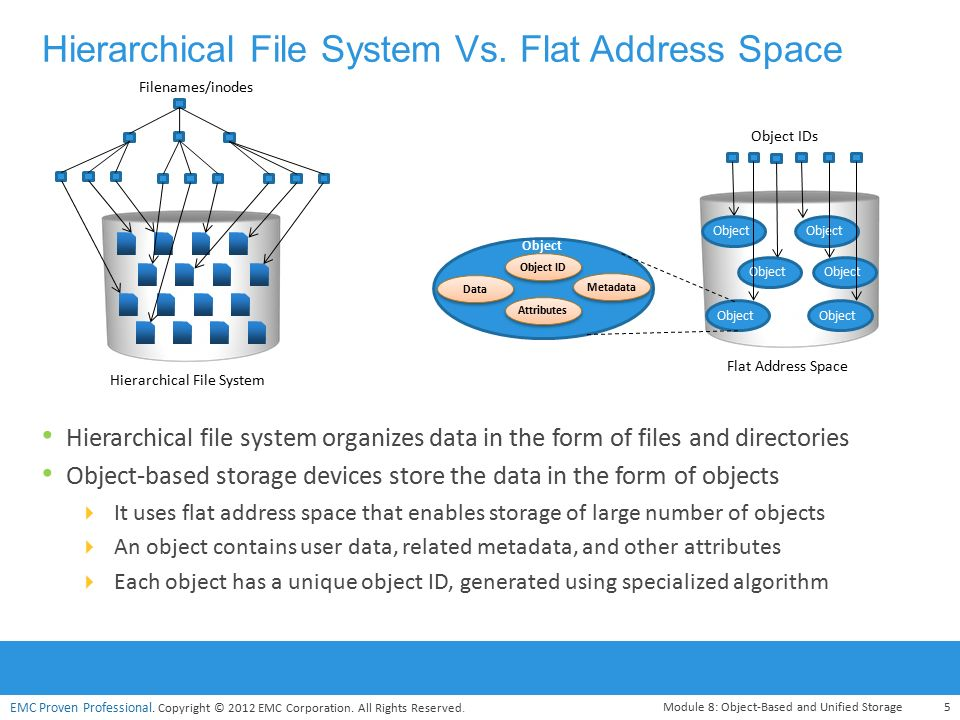 Hierarchical File System Vs. Flat Address Space
Filenames/inodes
Object IDs
Object
Object
Object
Object ID
Object
Object
Data
Metadata
Attributes
Object
Object
Flat Address Space
Hierarchical File System
• Hierarchical file system organizes data in the form of files and directories
• Object-based storage devices store the data in the form of objects
It uses flat address space that enables storage of large number of objects
An object contains user data, related metadata, and other attributes
Each object has a unique object ID, generated using specialized algorithm
EMC Proven Professional. Copyright © 2012 EMC Corporation. All Rights Reserved.
Module 8: Object-Based and Unified Storage
5